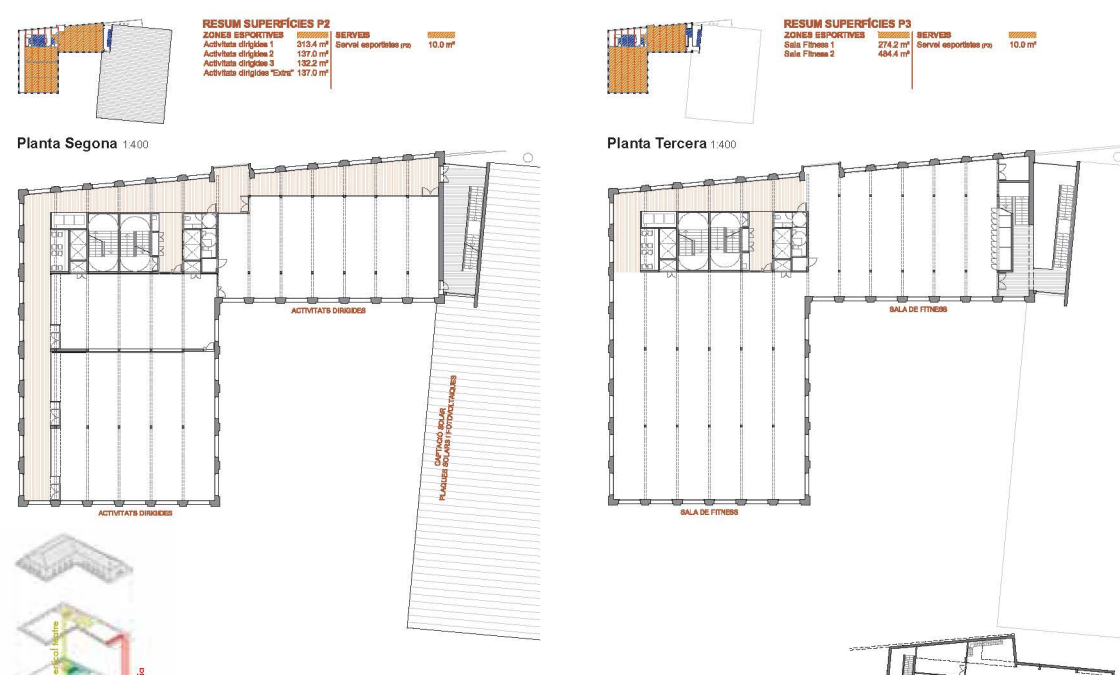 RESUM SUPERFÍCIES P2
ZONES ESPORTIVES
Activitats dirigides 1 313.4 m²
Activitats dirigides 2 137.0 m²
Activitats dirigides 3 132.2 m²
Activitats dirigides "Extra" 137.0 m²
SERVEIS
Servei esportistes (P2) 10.0 m²
Planta Segona 1:400
ACTIVITATS DIRIGIDES
ACTIVITATS DIRIGIDES
CAPTACIÓ SOLAR
PLAQUES SOLARS I FOTOVOLTAIQUES
RESUM SUPERFÍCIES P3
ZONES ESPORTIVES
Sala Fitness 1 274.2 m²
Sala Fitness 2 484.4 m²
SERVEIS
Servei esportistes (P3) 10.0 m²
Planta Tercera 1:400
SALA DE FITNESS
SALA DE FITNESS